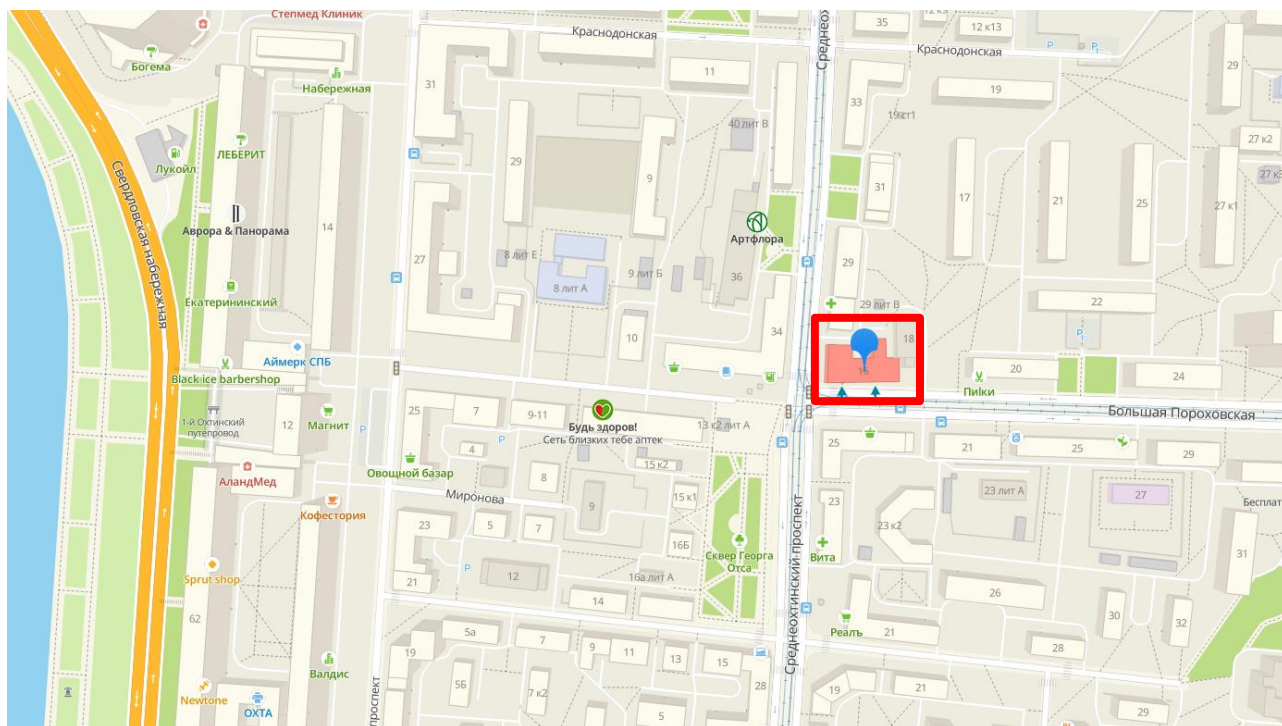 Степмед Клиник
Богема
Набережная
Краснодонская
Среднеох
35
12 к13
P
P
Краснодонская
29
31
11
33
19
19 ст1
40 лит В
27 к2
ЛЕБЕРИТ
Лукойл
29
9
31
17
21
25
27 к1
Свердловская набережная
Аврора & Панорама
14
Артфлора
27
8 лит Е
8 лит А
9 лит Б
36
29
29 лит В
22
Екатерининский
10
34
18
P
Аймерк СПБ
Black ice barbershop
16
20
24
Пilки
Большая Пороховская
1-й Охтинский
путепровод
12
Магнит
25
7
9-11
Будь здоров!
Сеть близких тебе аптек
13 к2 лит А
P
P
25
21
25
29
4
АландМед
Овощной базар
8
15 к2
Миронова
15 к1
23 лит А
27
Бесплат
Кофестория
23
5
7
9
16Б
23
23 к2
Сквер Георга
Отса
Вита
31
Среднеохтинский проспект
Sprut shop
21
P
12
16а лит А
14
26
30
32
62
Реалъ
21
5а
7
9
11
13
15
28
19
Валдис
5Б
7 к2
28
19
21
Newtone
ОХТА
проспект
5
29